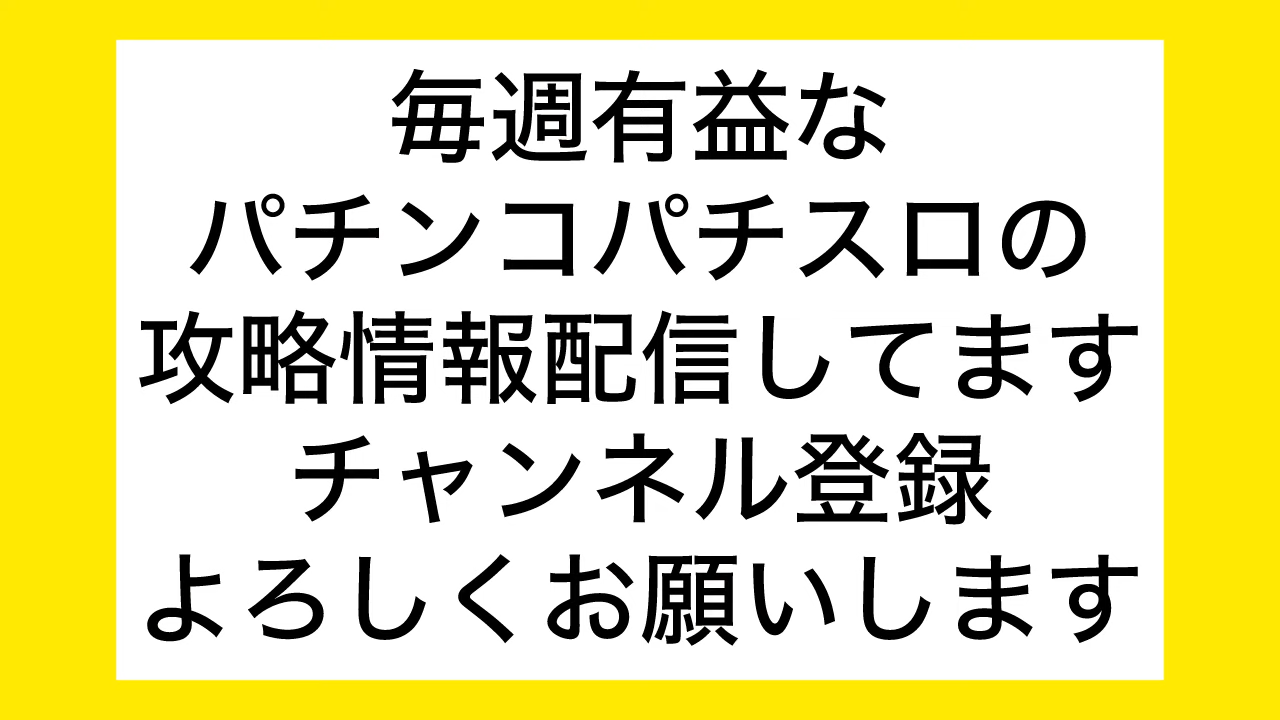 毎週有益な
パチンコパチスロの
攻略情報配信してます
チャンネル登録
よろしくお願いします